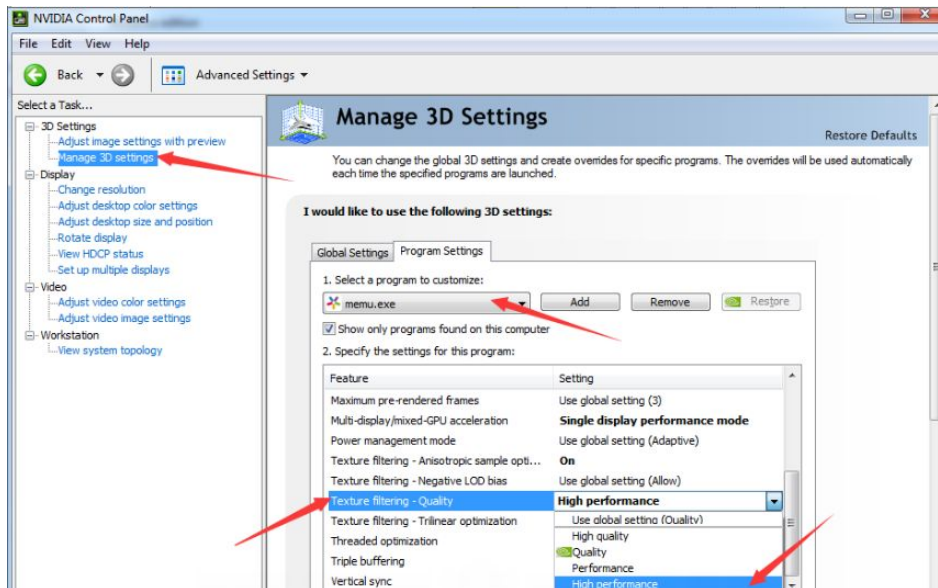 NVIDIA Control Panel
File Edit View Help
Back Advanced Settings
Select a Task...
3D Settings
Adjust image settings with preview
Manage 3D settings
Display
Change resolution
Adjust desktop color settings
Adjust desktop size and position
Rotate display
View HDCP status
Set up multiple displays
Video
Adjust video color settings
Adjust video image settings
Workstation
View system topology
Manage 3D Settings
Restore Defaults
You can change the global 3D settings and create overrides for specific programs. The overrides will be used automatically
each time the specified programs are launched.
I would like to use the following 3D settings:
Global Settings Program Settings
1. Select a program to customize:
memu.exe Add Remove Restore
Show only programs found on this computer
2. Specify the settings for this program:
Feature Setting
Maximum pre-rendered frames Use global setting (3)
Multi-display/mixed-GPU acceleration Single display performance mode
Power management mode Use global setting (Adaptive)
Texture filtering - Anisotropic sample opti... On
Texture filtering - Negative LOD bias Use global setting (Allow)
Texture filtering - Quality High performance
Texture filtering - Trilinear optimization Use global setting (Quality)
Threaded optimization High quality
Triple buffering Quality
Vertical sync Performance
High performance